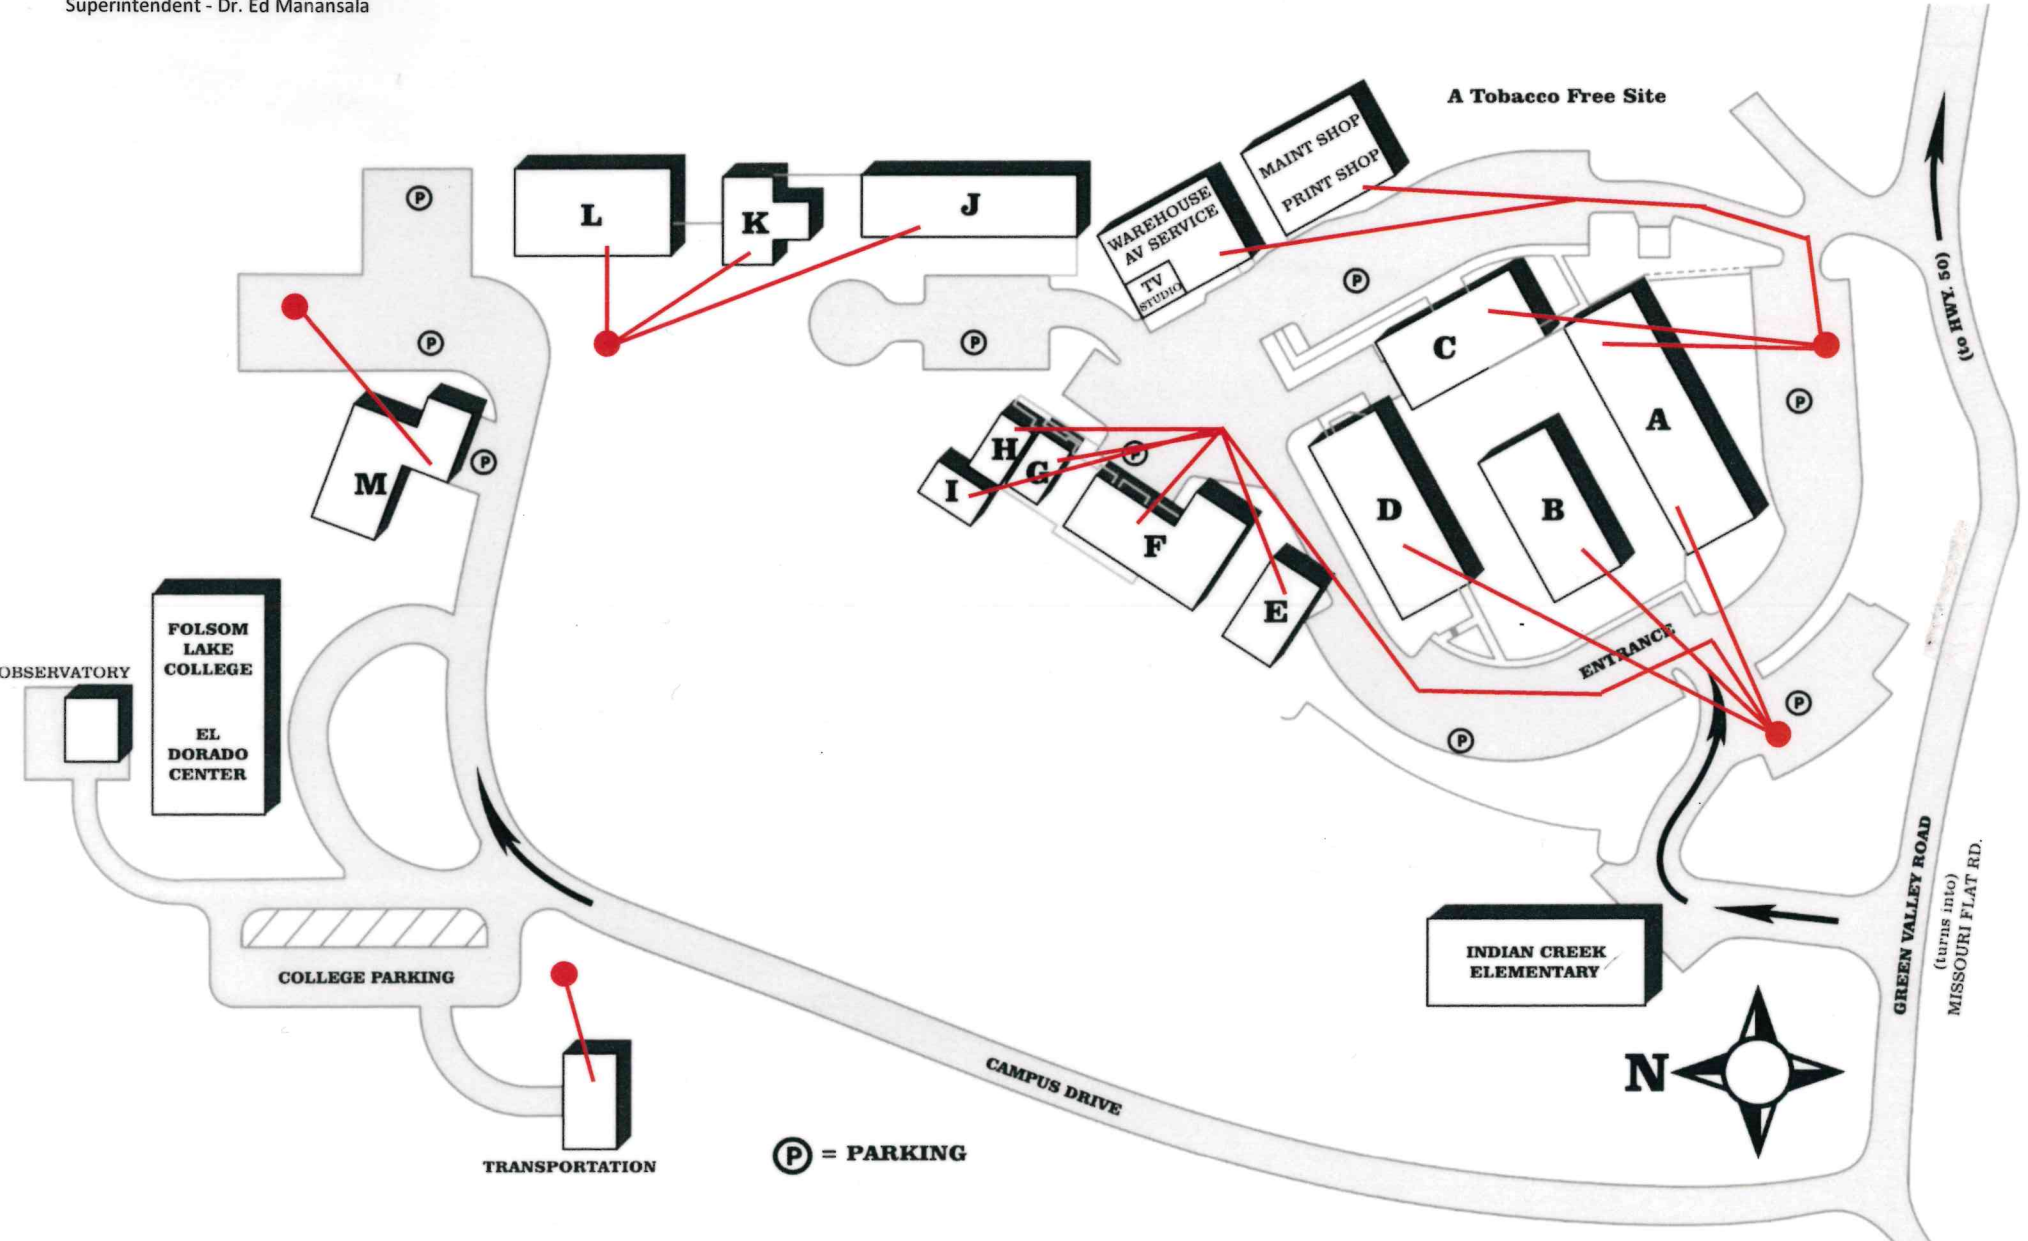 Superintendent - Dr. Ed Manansala
A Tobacco Free Site
MAINT SHOP
PRINT SHOP
WAREHOUSE
AV SERVICE
TV
STUDIO
P
L
K
J
(to HWY. 50)
P
P
P
C
A
P
M
P
H
G
I
P
F
E
D
B
ENTRANCE
P
P
FOLSOM
LAKE
COLLEGE
EL
DORADO
CENTER
OBSERVATORY
GREEN VALLEY ROAD
(turns into)
MISSOURI FLAT RD.
INDIAN CREEK
ELEMENTARY
COLLEGE PARKING
N
CAMPUS DRIVE
P = PARKING
TRANSPORTATION